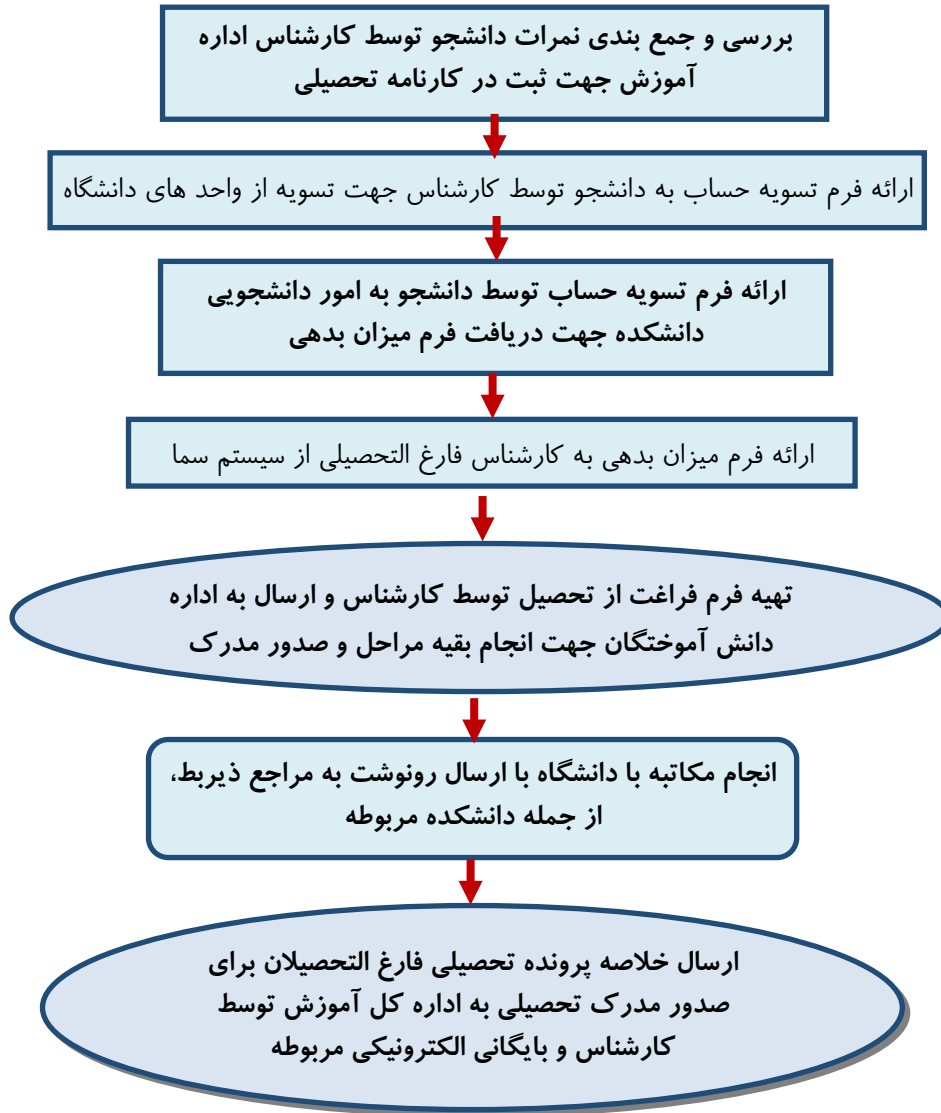 بررسی و جمع بندی نمرات دانشجو توسط کارشناس اداره
آموزش جهت ثبت در کارنامه تحصیلی
ارائه فرم تسویه حساب به دانشجو توسط کارشناس جهت تسویه از واحد های دانشگاه
ارائه فرم تسویه حساب توسط دانشجو به امور دانشجویی
دانشکده جهت دریافت فرم میزان بدهی
ارائه فرم میزان بدهی به کارشناس فارغ التحصیلی از سیستم سما
تهیه فرم فراغت از تحصیل توسط کارشناس و ارسال به اداره
دانش آموختگان جهت انجام بقیه مراحل و صدور مدرک
انجام مکاتبه با دانشگاه با ارسال رونوشت به مراجع ذیربط،
از جمله دانشکده مربوطه
ارسال خلاصه پرونده تحصیلی فارغ التحصیلان برای
صدور مدرک تحصیلی به اداره کل آموزش توسط
کارشناس و بایگانی الکترونیکی مربوطه